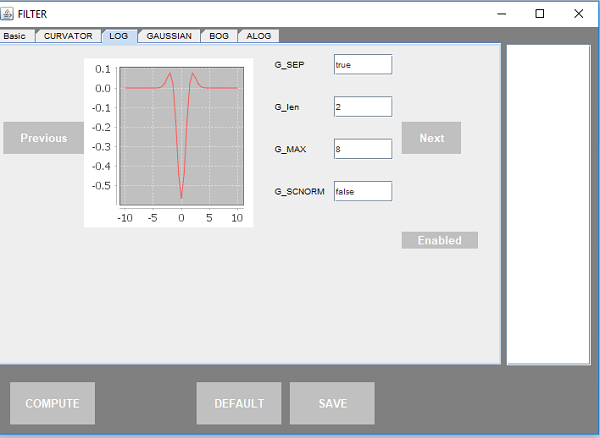 FILTER
Basic CURVATOR LOG GAUSSIAN BOG ALOG
Previous
0.1
0.0
-0.1
-0.2
-0.3
-0.4
-0.5
-10 -5 0 5 10
G_SEP true
G_len 2
G_MAX 8
G_SCNORM false
Next
Enabled
COMPUTE DEFAULT SAVE